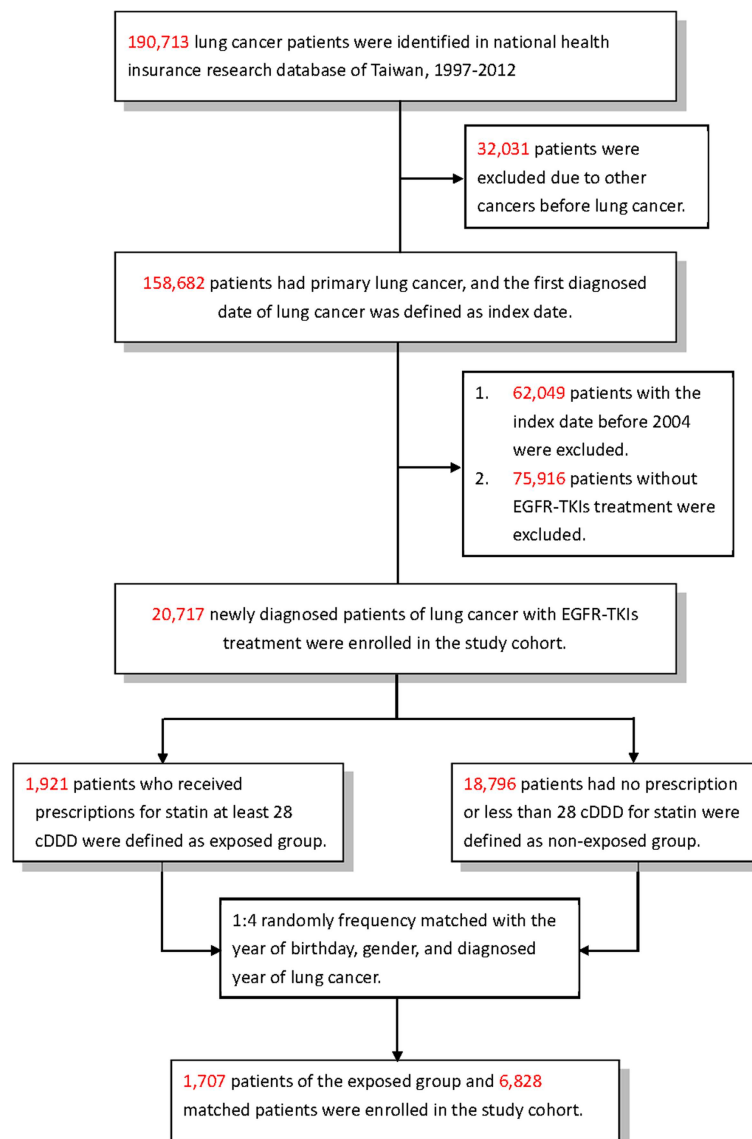 190,713 lung cancer patients were identified in national health
insurance research database of Taiwan, 1997-2012
32,031 patients were
excluded due to other
cancers before lung cancer.
158,682 patients had primary lung cancer, and the first diagnosed
date of lung cancer was defined as index date.
1. 62,049 patients with the
index date before 2004
were excluded.
2. 75,916 patients without
EGFR-TKIs treatment were
excluded.
20,717 newly diagnosed patients of lung cancer with EGFR-TKIs
treatment were enrolled in the study cohort.
1,921 patients who received
prescriptions for statin at least 28
cDDD were defined as exposed group.
18,796 patients had no prescription
or less than 28 cDDD for statin were
defined as non-exposed group.
1:4 randomly frequency matched with the
year of birthday, gender, and diagnosed
year of lung cancer.
1,707 patients of the exposed group and 6,828
matched patients were enrolled in the study cohort.